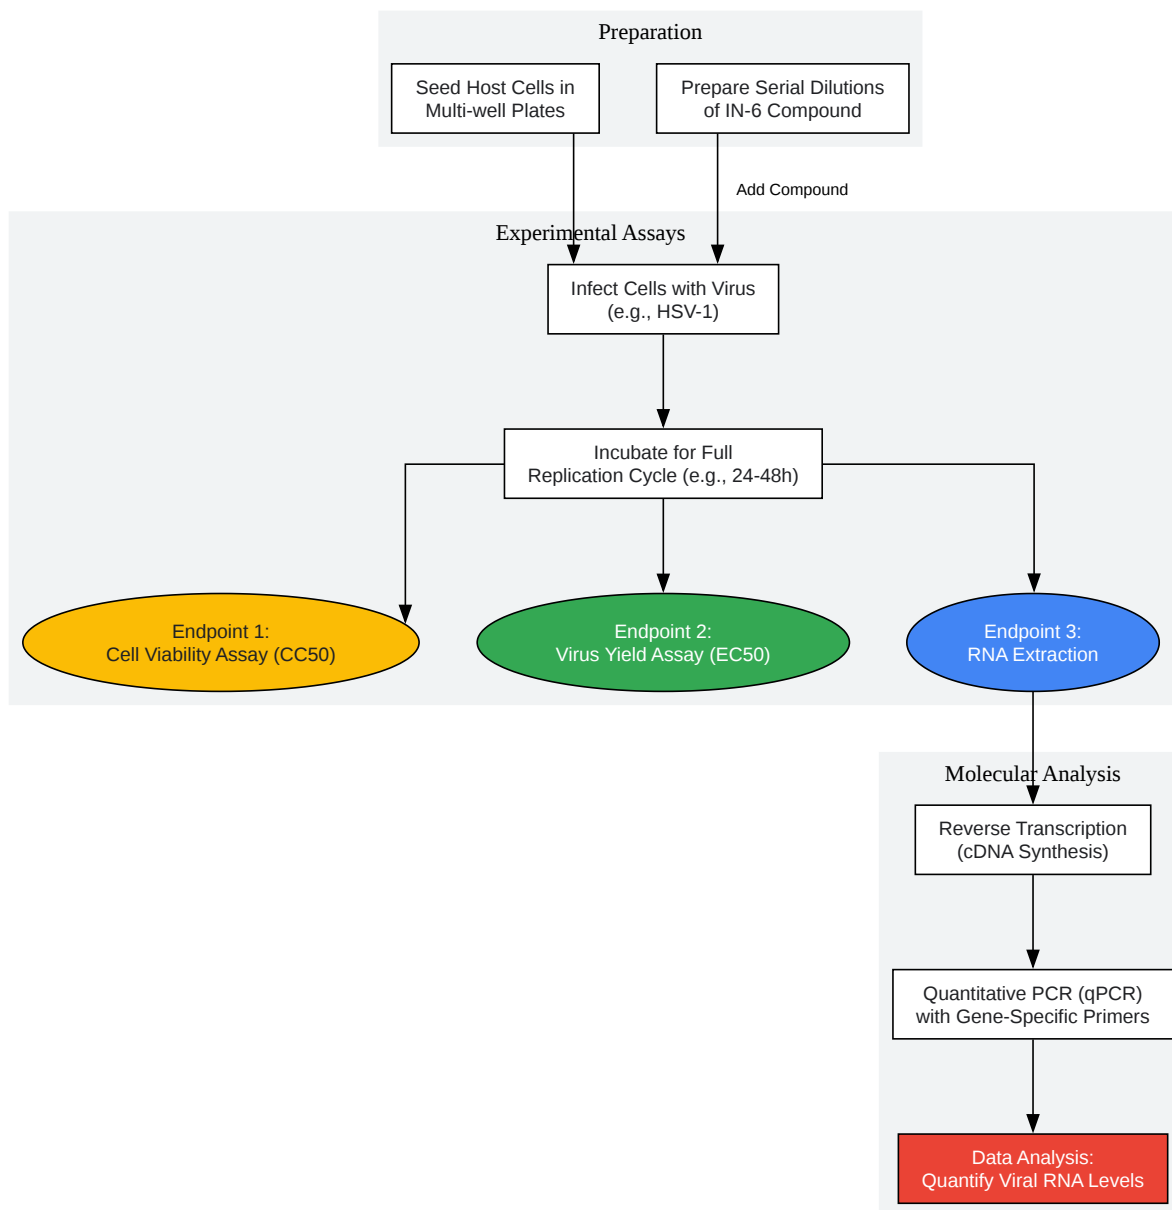 Preparation
Seed Host Cells in
Multi-well Plates
Prepare Serial Dilutions
of IN-6 Compound
Add Compound
Experimental Assays
Infect Cells with Virus
(e.g., HSV-1)
Incubate for Full
Replication Cycle (e.g., 24-48h)
Endpoint 1:
Cell Viability Assay (CC50)
Endpoint 2:
Virus Yield Assay (EC50)
Endpoint 3:
RNA Extraction
Molecular Analysis
Reverse Transcription
(cDNA Synthesis)
Quantitative PCR (qPCR)
with Gene-Specific Primers
Data Analysis:
Quantify Viral RNA Levels